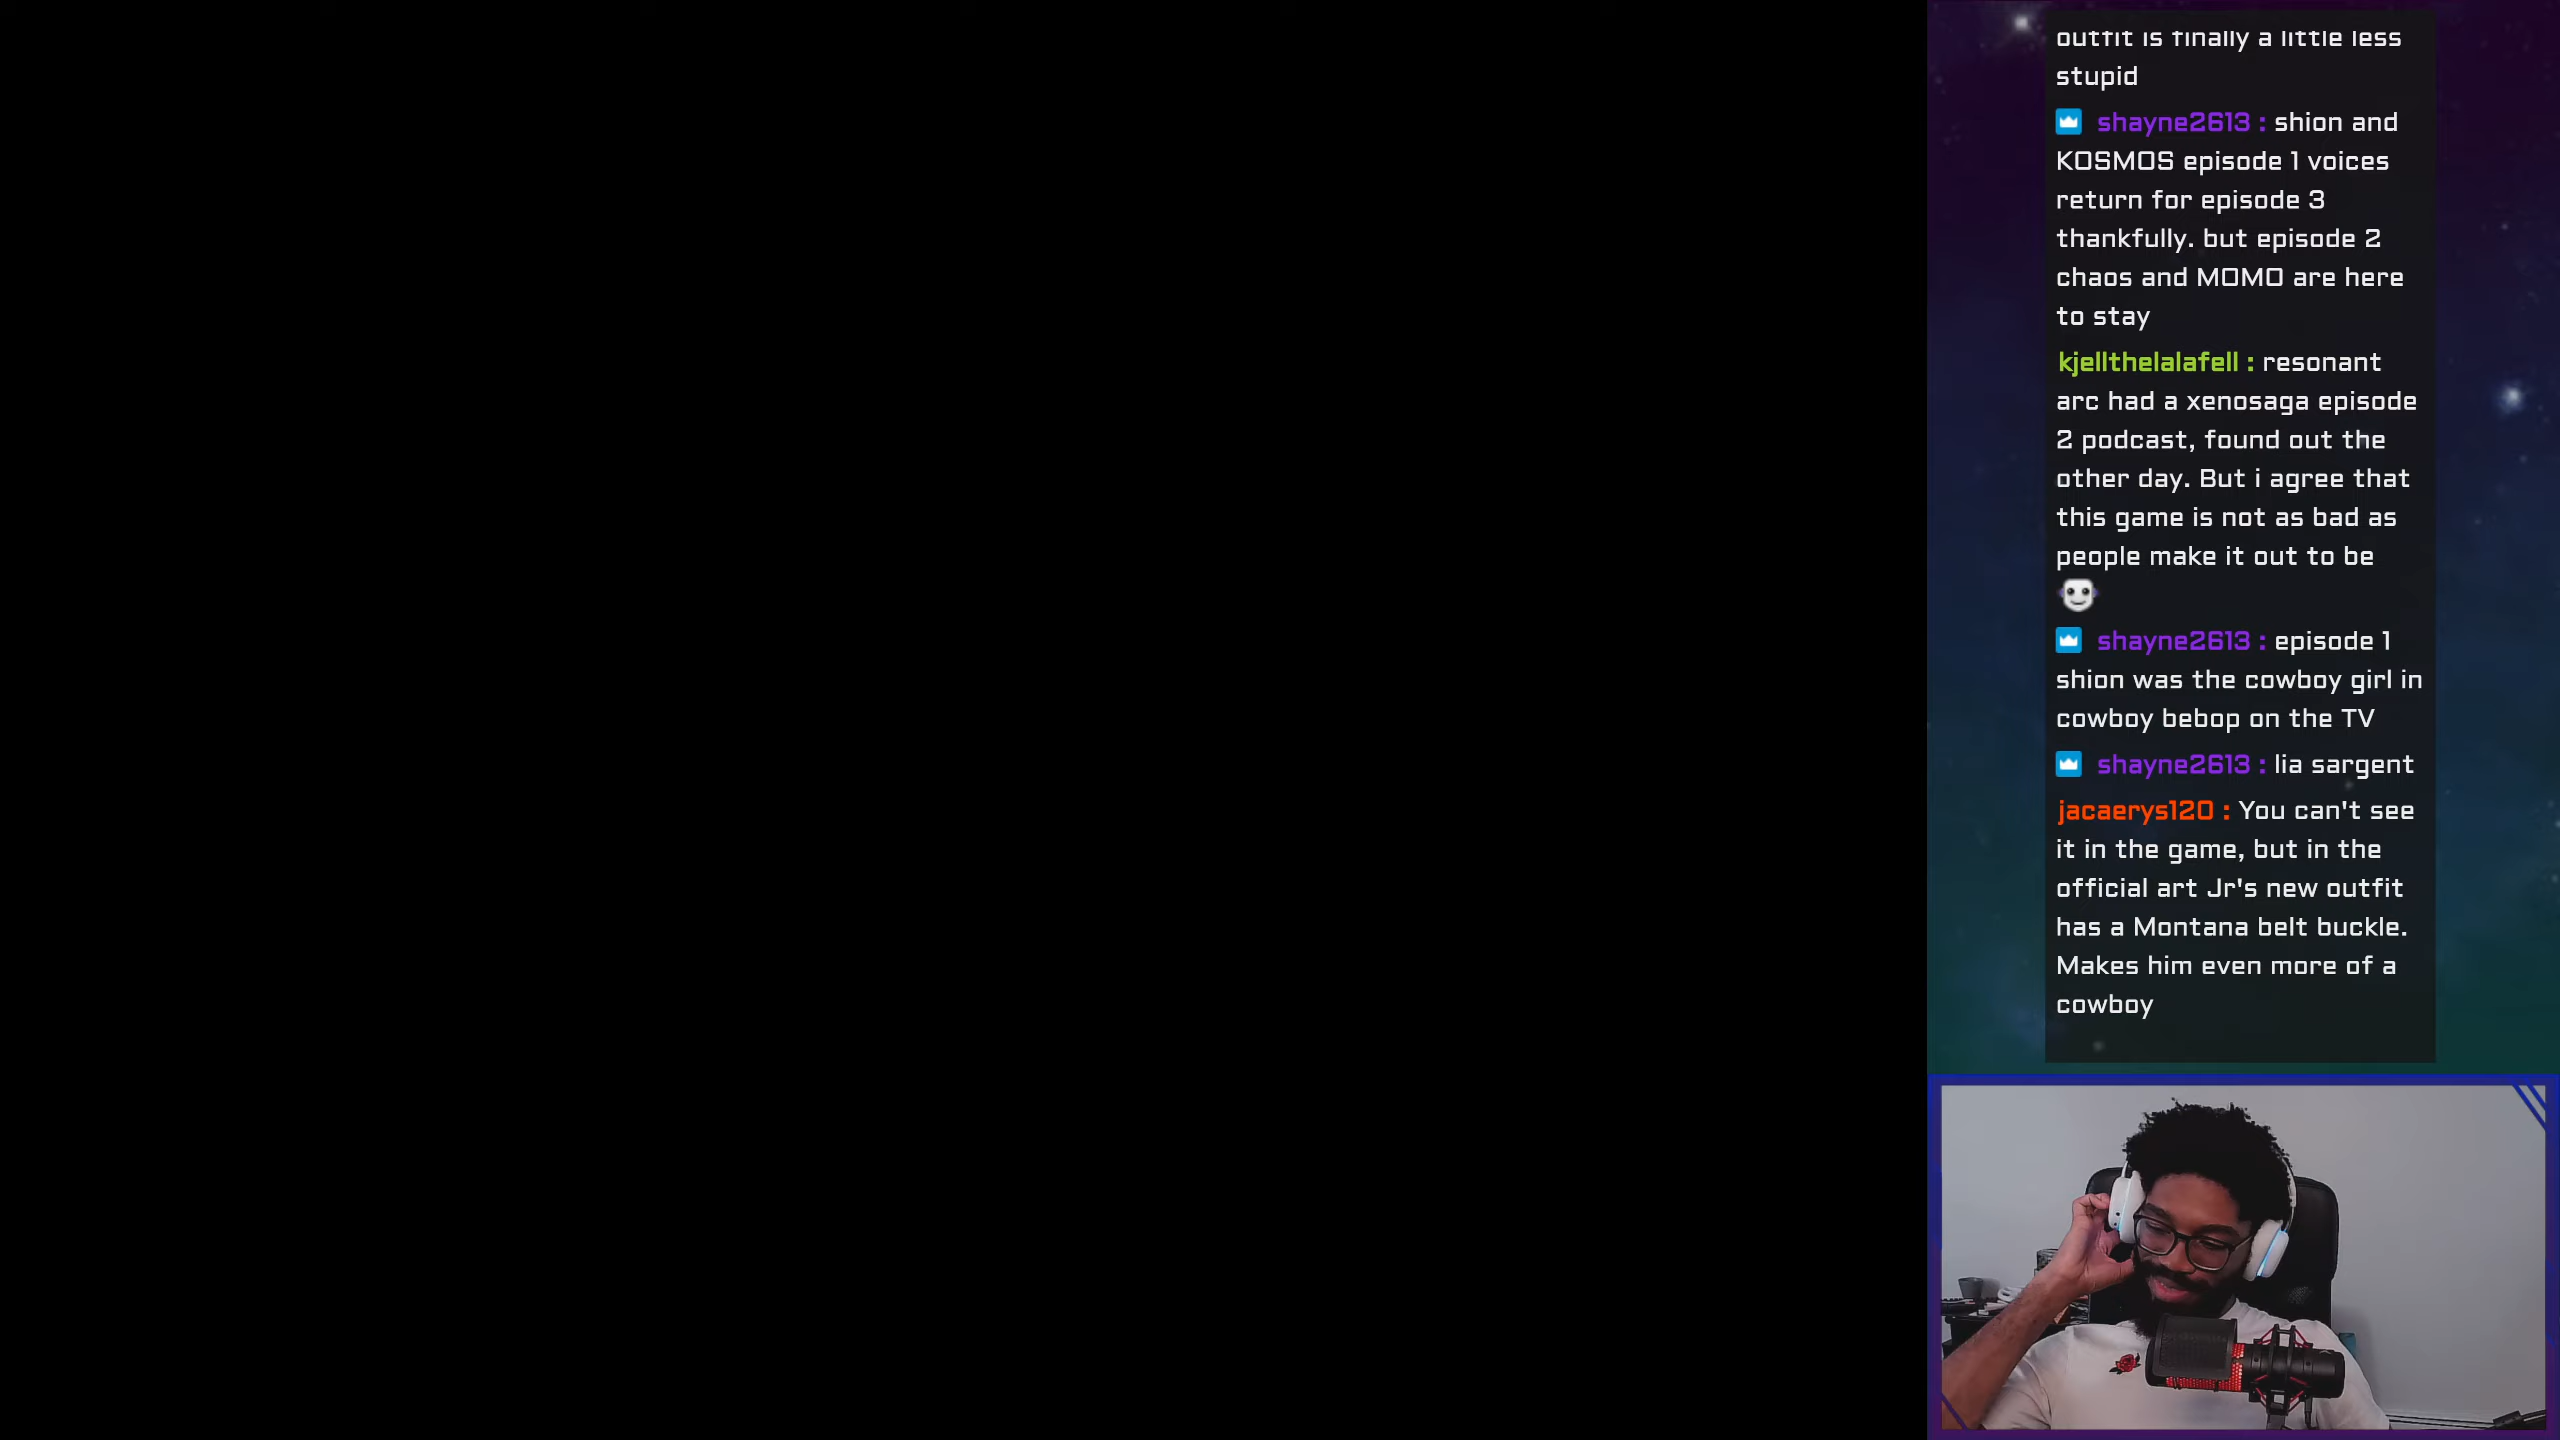 outfit is finally a little less
stupid
shayne2613 : shion and
KOSMOS episode 1 voices
return for episode 3
thankfully. but episode 2
chaos and MOMO are here
to stay
kjellthelalafell : resonant
arc had a xenosaga episode
2 podcast, found out the
other day. But i agree that
this game is not as bad as
people make it out to be
shayne2613 : episode 1
shion was the cowboy girl in
cowboy bebop on the TV
shayne2613 : lia sargent
jacaerys120 : You can't see
it in the game, but in the
official art Jr's new outfit
has a Montana belt buckle.
Makes him even more of a
cowboy